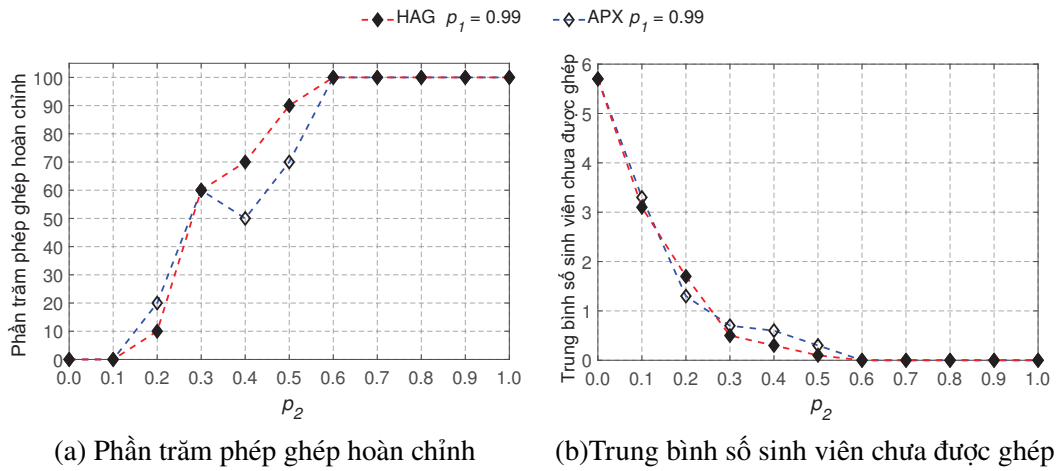 HAG p1 = 0.99 APX p1 = 0.99
Phần trăm phép ghép hoàn chỉnh
100
90
80
70
60
50
40
30
20
10
0
0.0 0.1 0.2 0.3 0.4 0.5 0.6 0.7 0.8 0.9 1.0
p2
(a) Phần trăm phép ghép hoàn chỉnh
Trung bình số sinh viên chưa được ghép
6
5
4
3
2
1
0
0.0 0.1 0.2 0.3 0.4 0.5 0.6 0.7 0.8 0.9 1.0
p2
(b)Trung bình số sinh viên chưa được ghép